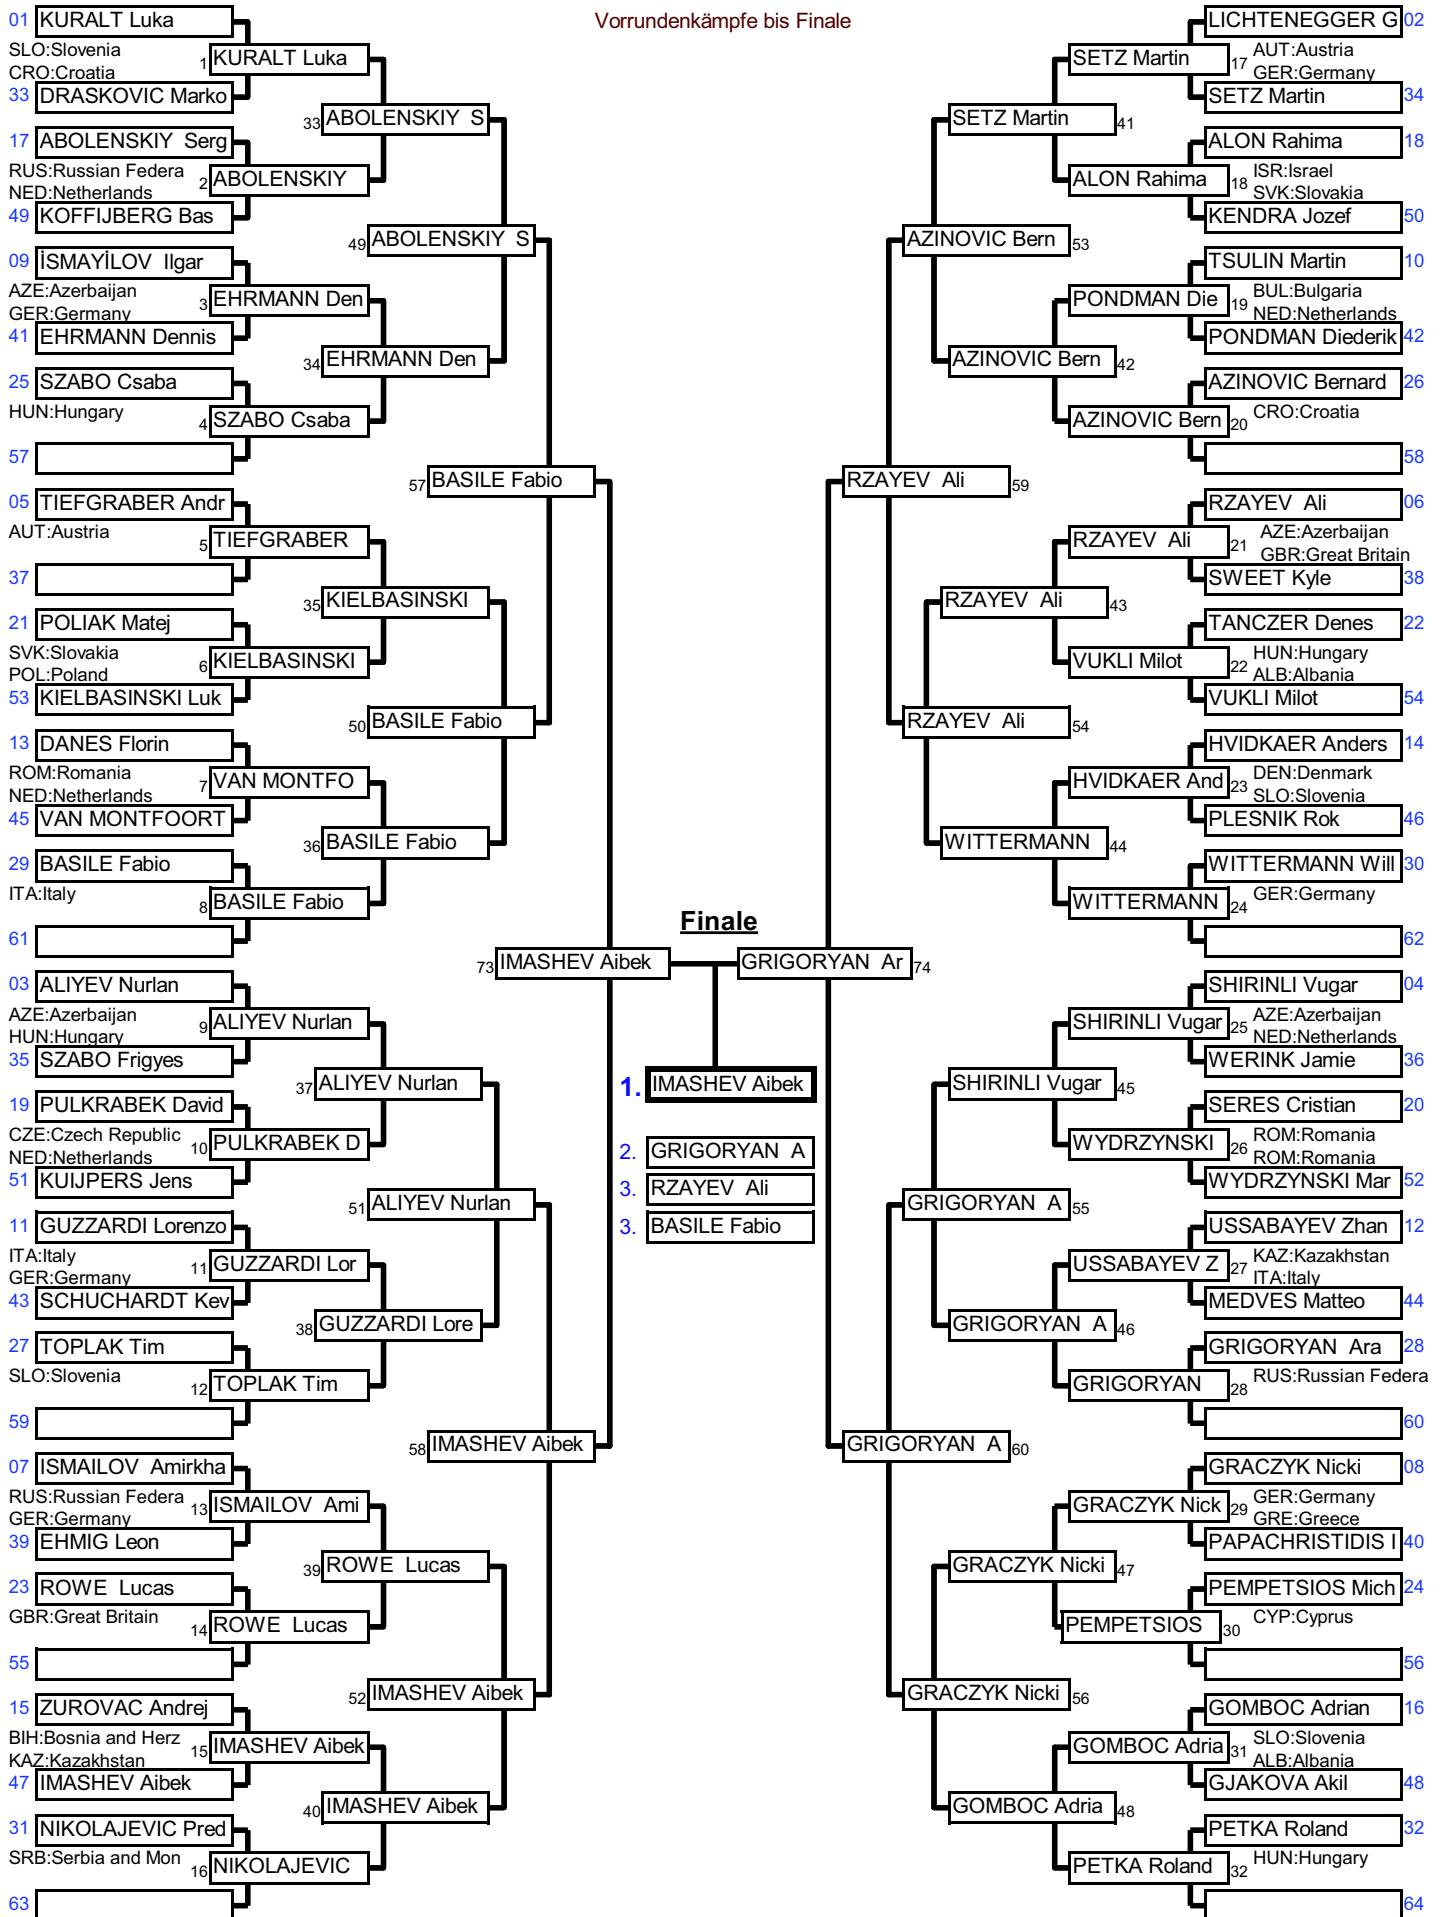 Vorrundenkämpfe bis Finale
01 KURALT Luka
SLO:Slovenia
CRO:Croatia
33 DRASKOVIC Marko
1 KURALT Luka
17 ABOLENSKIY Serg
RUS:Russian Federa
NED:Netherlands
49 KOFFIJBERG Bas
2 ABOLENSKIY
33 ABOLENSKIY S
09 İSMAYİLOV Ilgar
AZE:Azerbaijan
GER:Germany
41 EHRMANN Dennis
3 EHRMANN Den
25 SZABO Csaba
HUN:Hungary
57
4 SZABO Csaba
34 EHRMANN Den
49 ABOLENSKIY S
05 TIEFGRABER Andr
AUT:Austria
37
5 TIEFGRABER
21 POLIAK Matej
SVK:Slovakia
POL:Poland
53 KIELBASINSKI Luk
6 KIELBASINSKI
35 KIELBASINSKI
13 DANES Florin
ROM:Romania
NED:Netherlands
45 VAN MONTFOORT
7 VAN MONTFO
29 BASILE Fabio
ITA:Italy
61
8 BASILE Fabio
36 BASILE Fabio
50 BASILE Fabio
57 BASILE Fabio
03 ALIYEV Nurlan
AZE:Azerbaijan
HUN:Hungary
35 SZABO Frigyes
9 ALIYEV Nurlan
19 PULKRABEK David
CZE:Czech Republic
NED:Netherlands
51 KUIJPERS Jens
10 PULKRABEK D
37 ALIYEV Nurlan
11 GUZZARDI Lorenzo
ITA:Italy
GER:Germany
43 SCHUCHARDT Kev
11 GUZZARDI Lor
27 TOPLAK Tim
SLO:Slovenia
59
12 TOPLAK Tim
38 GUZZARDI Lore
51 ALIYEV Nurlan
07 ISMAILOV Amirkha
RUS:Russian Federa
GER:Germany
39 EHMIG Leon
13 ISMAILOV Ami
23 ROWE Lucas
GBR:Great Britain
55
14 ROWE Lucas
39 ROWE Lucas
15 ZUROVAC Andrej
BIH:Bosnia and Herz
KAZ:Kazakhstan
47 IMASHEV Aibek
15 IMASHEV Aibek
31 NIKOLAJEVIC Pred
SRB:Serbia and Mon
63
16 NIKOLAJEVIC
40 IMASHEV Aibek
52 IMASHEV Aibek
58 IMASHEV Aibek
Finale
73 IMASHEV Aibek
GRIGORYAN Ar 74
1. IMASHEV Aibek
2. GRIGORYAN A
3. RZAYEV Ali
3. BASILE Fabio
LICHTENEGGER G 02
AUT:Austria
GER:Germany
SETZ Martin 34
SETZ Martin 17
ALON Rahima 18
ISR:Israel
SVK:Slovakia
KENDRA Jozef 50
ALON Rahima 18
SETZ Martin 41
TSULIN Martin 10
BUL:Bulgaria
NED:Netherlands
PONDMAN Diederik 42
PONDMAN Die 19
AZINOVIC Bernard 26
CRO:Croatia
58
AZINOVIC Bern 20
AZINOVIC Bern 42
AZINOVIC Bern 53
RZAYEV Ali 06
AZE:Azerbaijan
GBR:Great Britain
SWEET Kyle 38
RZAYEV Ali 21
TANCZER Denes 22
HUN:Hungary
ALB:Albania
VUKLI Milot 54
VUKLI Milot 22
RZAYEV Ali 43
HVIDKAER Anders 14
DEN:Denmark
SLO:Slovenia
PLESNIK Rok 46
HVIDKAER And 23
WITTERMANN Will 30
GER:Germany
62
WITTERMANN 24
WITTERMANN 44
RZAYEV Ali 54
RZAYEV Ali 59
SHIRINLI Vugar 04
AZE:Azerbaijan
NED:Netherlands
WERINK Jamie 36
SHIRINLI Vugar 25
SERES Cristian 20
ROM:Romania
ROM:Romania
WYDRZYNSKI Mar 52
WYDRZYNSKI 26
SHIRINLI Vugar 45
USSABAYEV Zhan 12
KAZ:Kazakhstan
ITA:Italy
MEDVES Matteo 44
USSABAYEV Z 27
GRIGORYAN Ara 28
RUS:Russian Federa
60
GRIGORYAN 28
GRIGORYAN A 46
GRIGORYAN A 55
GRACZYK Nicki 08
GER:Germany
GRE:Greece
PAPACHRISTIDIS I 40
GRACZYK Nick 29
PEMPETSIOS Mich 24
CYP:Cyprus
56
PEMPETSIOS 30
GRACZYK Nicki 47
GOMBOC Adrian 16
SLO:Slovenia
ALB:Albania
GJAKOVA Akil 48
GOMBOC Adria 31
PETKA Roland 32
HUN:Hungary
64
PETKA Roland 32
GOMBOC Adria 48
GRACZYK Nicki 56
GRIGORYAN A 60